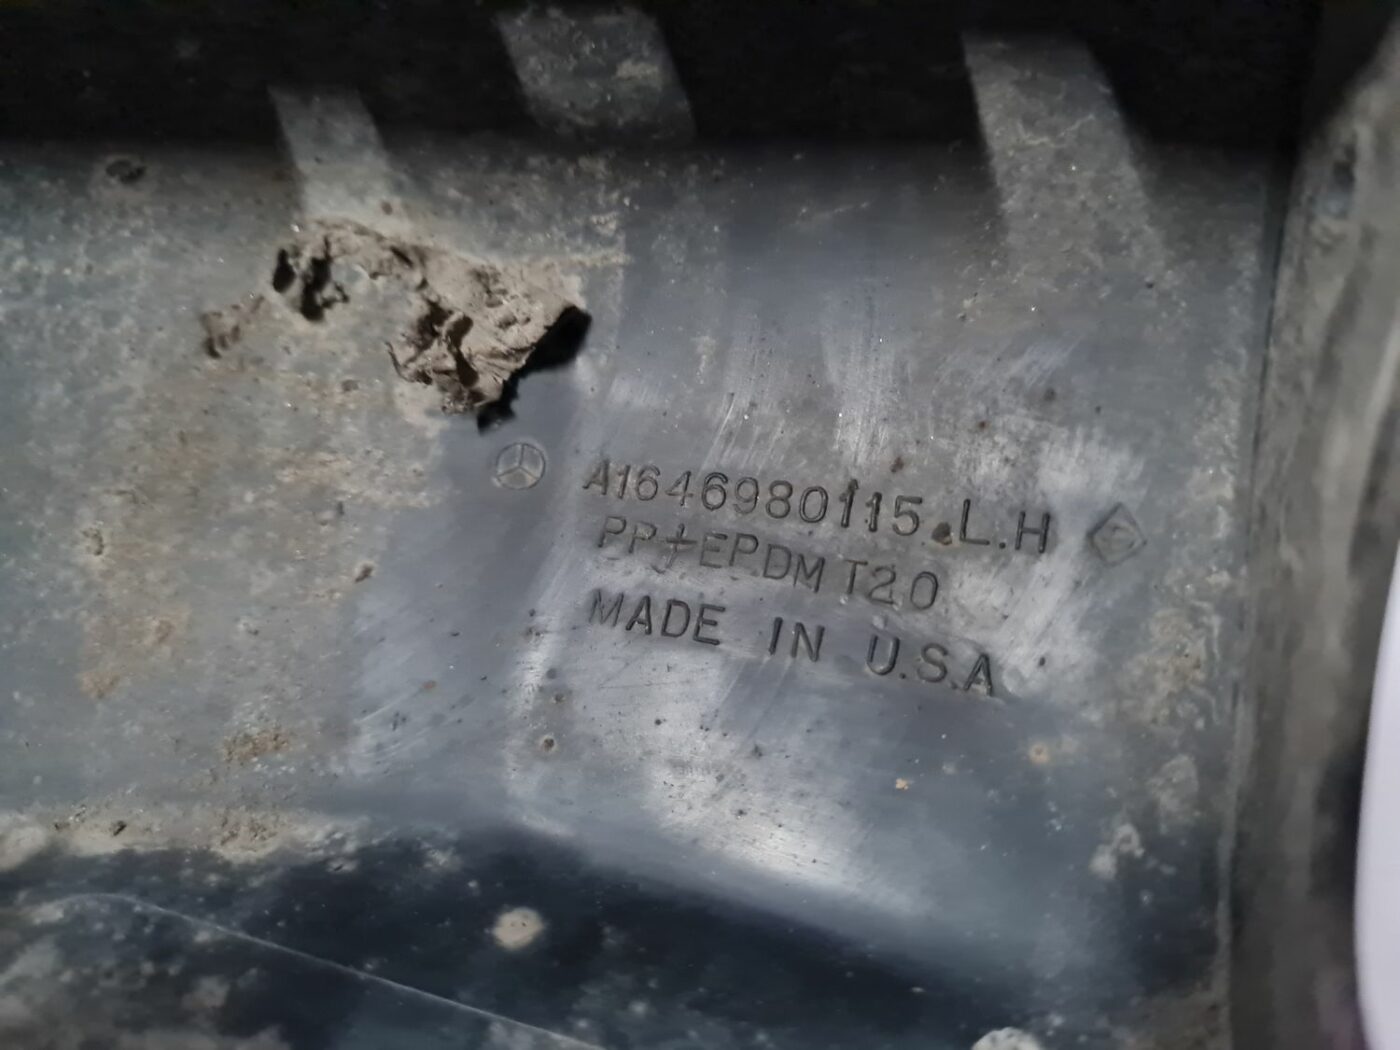 A1646980115 L.H
PP+EPDM T20
MADE IN U.S.A